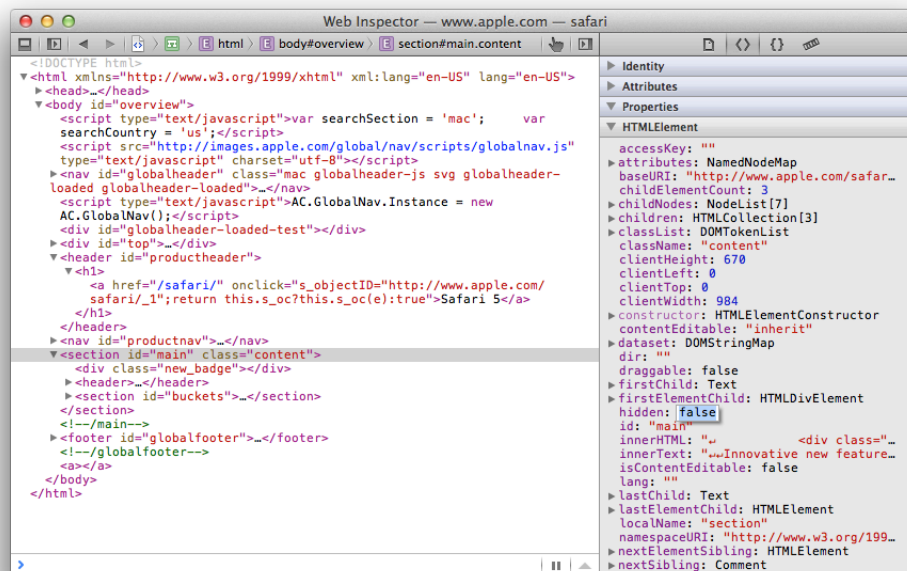 Web Inspector — www.apple.com — safari
E html E body#overview E section#main.content
<!DOCTYPE html>
<html xmlns="http://www.w3.org/1999/xhtml" xml:lang="en-US" lang="en-US">
<head>…</head>
<body id="overview">
<script type="text/javascript">var searchSection = 'mac';     var
searchCountry = 'us';</script>
<script src="http://images.apple.com/global/nav/scripts/globalnav.js"
type="text/javascript" charset="utf-8"></script>
<nav id="globalheader" class="mac globalheader-js svg globalheader-
loaded globalheader-loaded">…</nav>
<script type="text/javascript">AC.GlobalNav.Instance = new
AC.GlobalNav();</script>
<div id="globalheader-loaded-test"></div>
<div id="top">…</div>
<header id="productheader">
<h1>
<a href="/safari/" onclick="s_objectID="http://www.apple.com/
safari/_1";return this.s_oc?this.s_oc(e):true">Safari 5</a>
</h1>
</header>
<nav id="productnav">…</nav>
<section id="main" class="content">
<div class="new_badge"></div>
<header>…</header>
<section id="buckets">…</section>
</section>
<!--/main-->
<footer id="globalfooter">…</footer>
<!--/globalfooter-->
<a></a>
</body>
</html>
Identity
Attributes
Properties
HTMLElement
accessKey: ""
attributes: NamedNodeMap
baseURI: "http://www.apple.com/safar…
childElementCount: 3
childNodes: NodeList[7]
children: HTMLCollection[3]
classList: DOMTokenList
className: "content"
clientHeight: 670
clientLeft: 0
clientTop: 0
clientWidth: 984
constructor: HTMLElementConstructor
contentEditable: "inherit"
dataset: DOMStringMap
dir: ""
draggable: false
firstChild: Text
firstElementChild: HTMLDivElement
hidden: false
id: "main"
innerHTML: "↵        <div class="…
innerText: "↵↵Innovative new feature…
isContentEditable: false
lang: ""
lastChild: Text
lastElementChild: HTMLElement
localName: "section"
namespaceURI: "http://www.w3.org/199…
nextElementSibling: HTMLElement
nextSibling: Comment